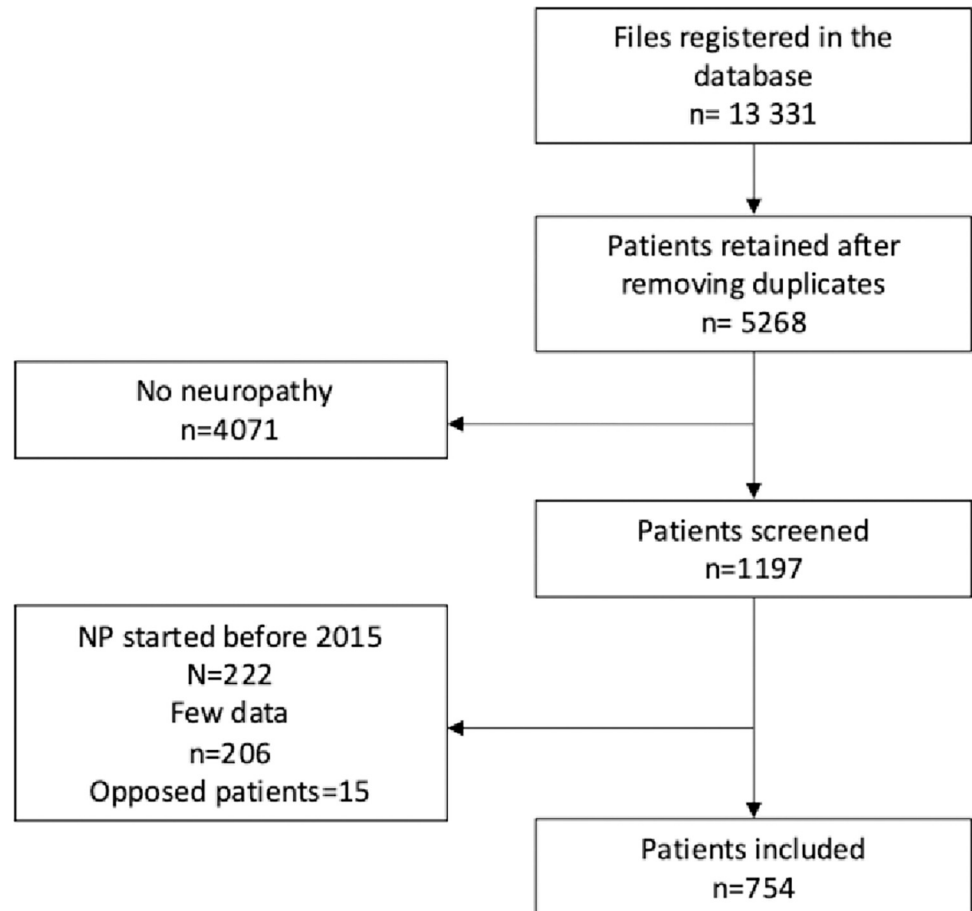 Files registered in the
database
n= 13 331
Patients retained after
removing duplicates
n= 5268
No neuropathy
n=4071
Patients screened
n=1197
NP started before 2015
N=222
Few data
n=206
Opposed patients=15
Patients included
n=754